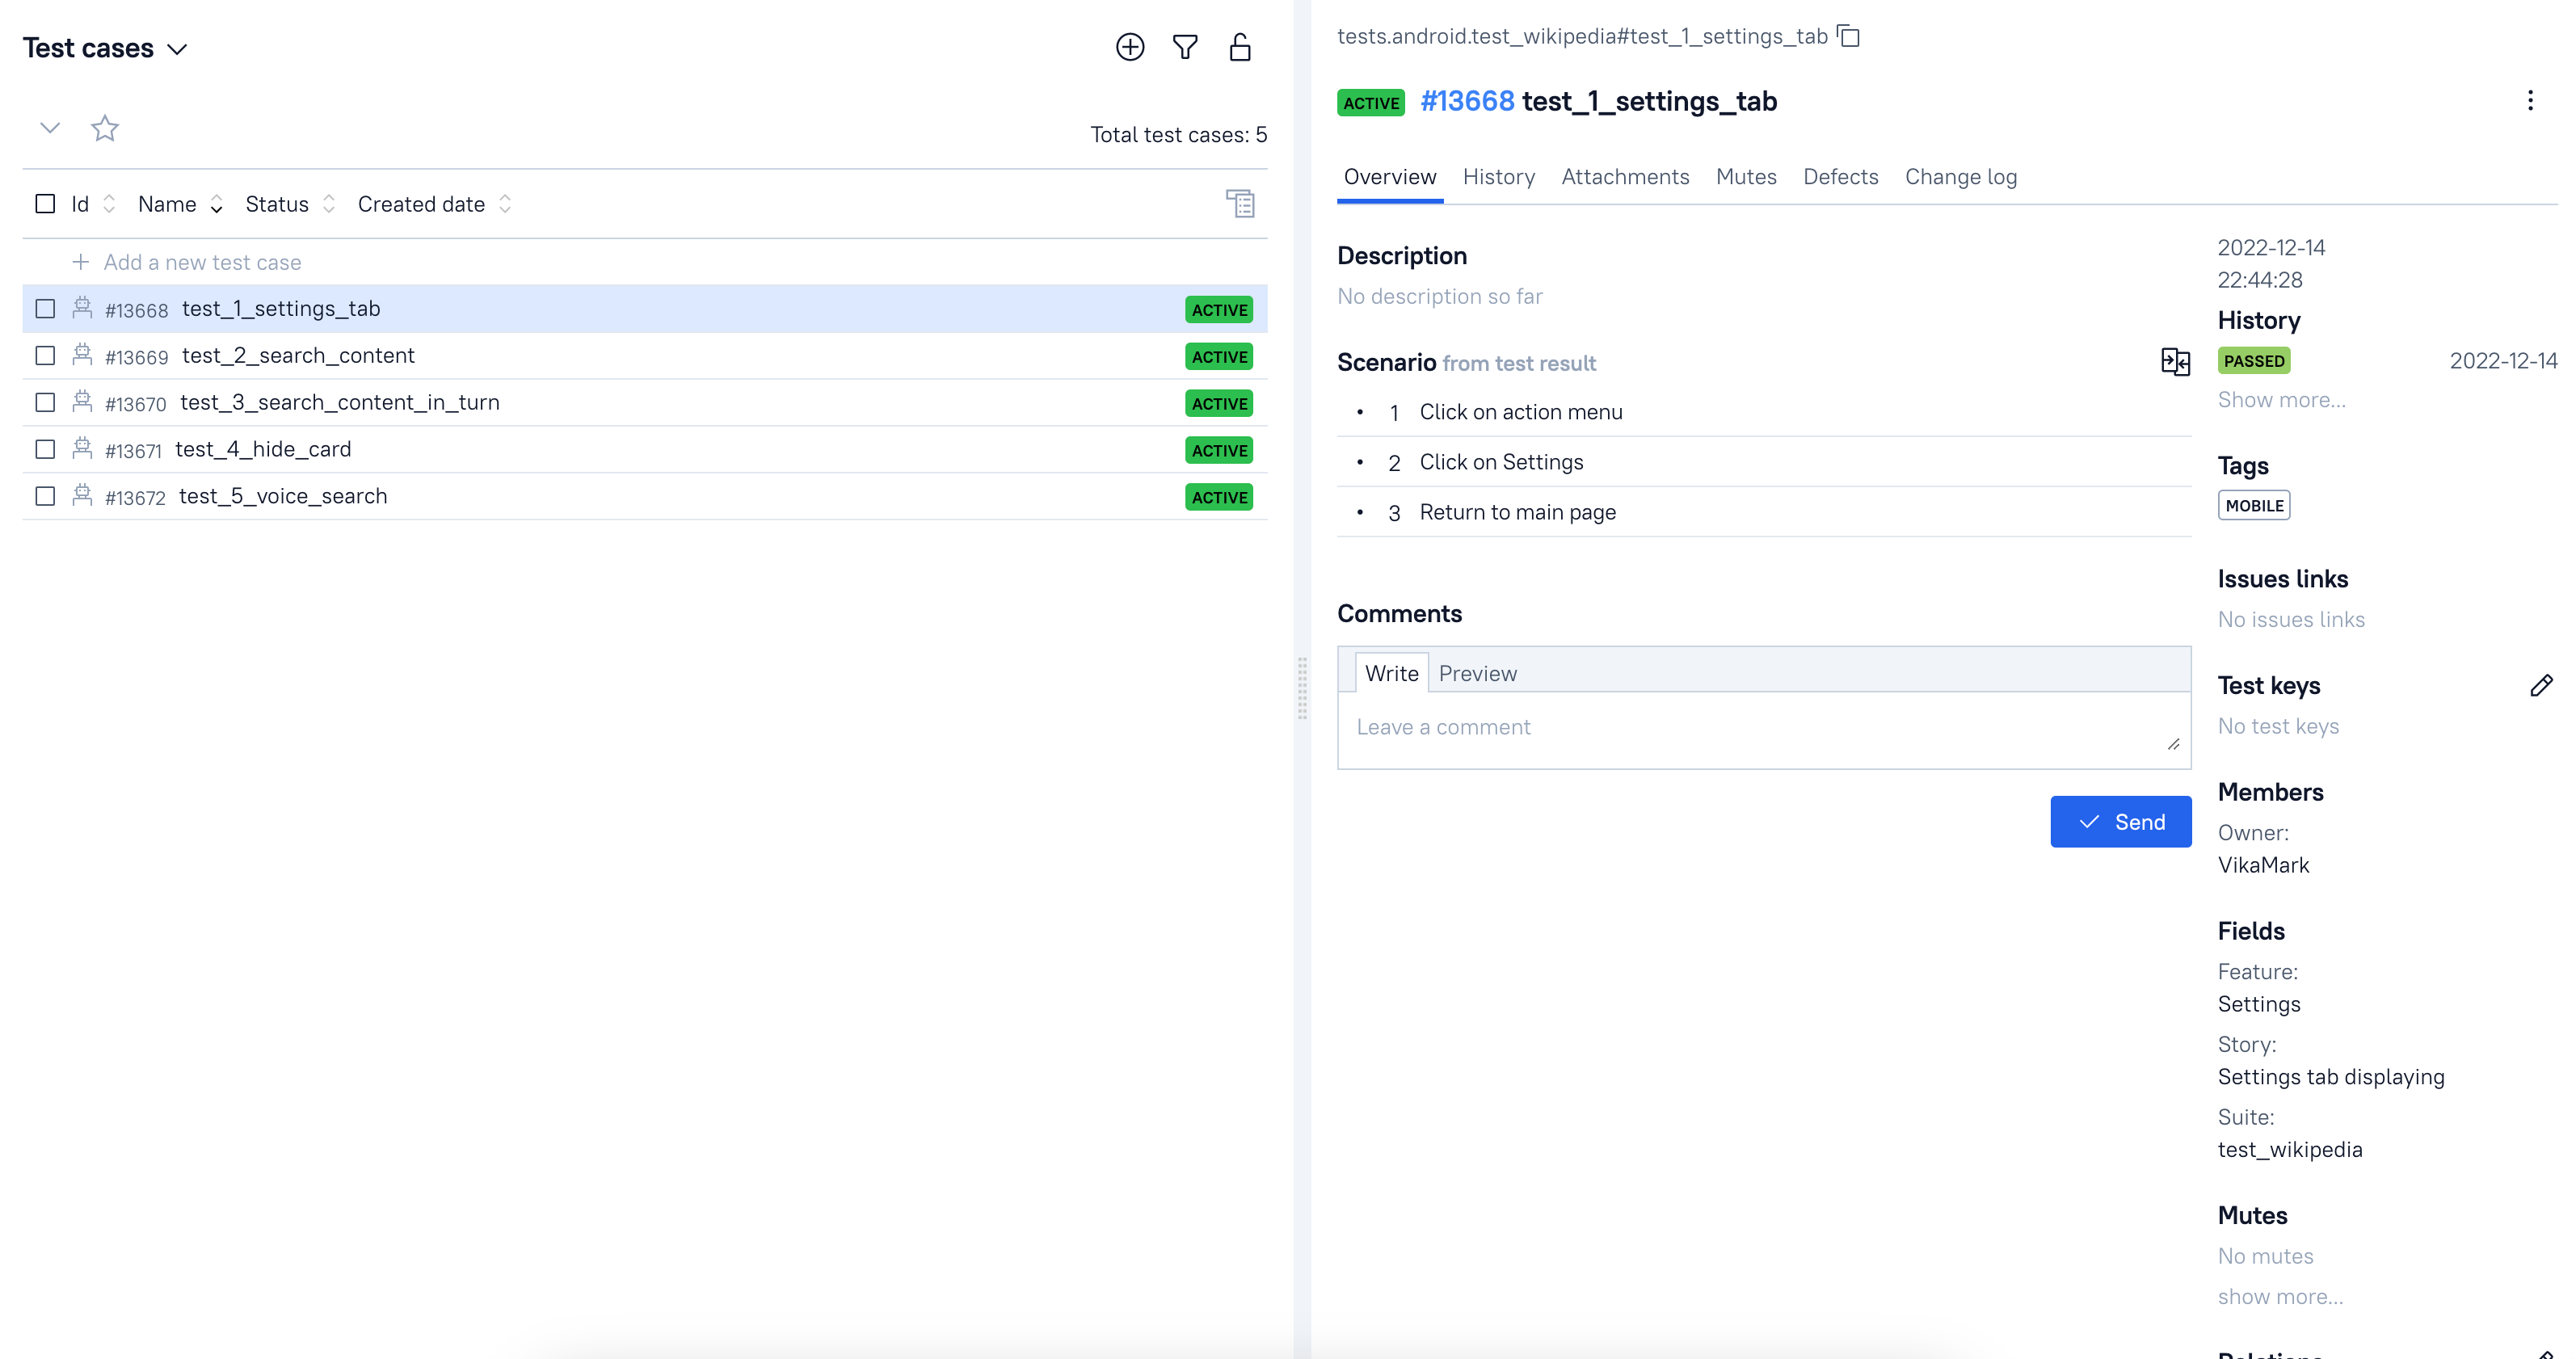 Test cases
Total test cases: 5
Id Name Status Created date
Add a new test case
#13668 test_1_settings_tab ACTIVE
#13669 test_2_search_content ACTIVE
#13670 test_3_search_content_in_turn ACTIVE
#13671 test_4_hide_card ACTIVE
#13672 test_5_voice_search ACTIVE
tests.android.test_wikipedia#test_1_settings_tab
ACTIVE #13668 test_1_settings_tab
Overview History Attachments Mutes Defects Change log
Description
No description so far
Scenario from test result
• 1 Click on action menu
• 2 Click on Settings
• 3 Return to main page
Comments
Write Preview
Leave a comment
Send
2022-12-14
22:44:28
History
PASSED 2022-12-14
Show more...
Tags
MOBILE
Issues links
No issues links
Test keys
No test keys
Members
Owner:
VikaMark
Fields
Feature:
Settings
Story:
Settings tab displaying
Suite:
test_wikipedia
Mutes
No mutes
show more...